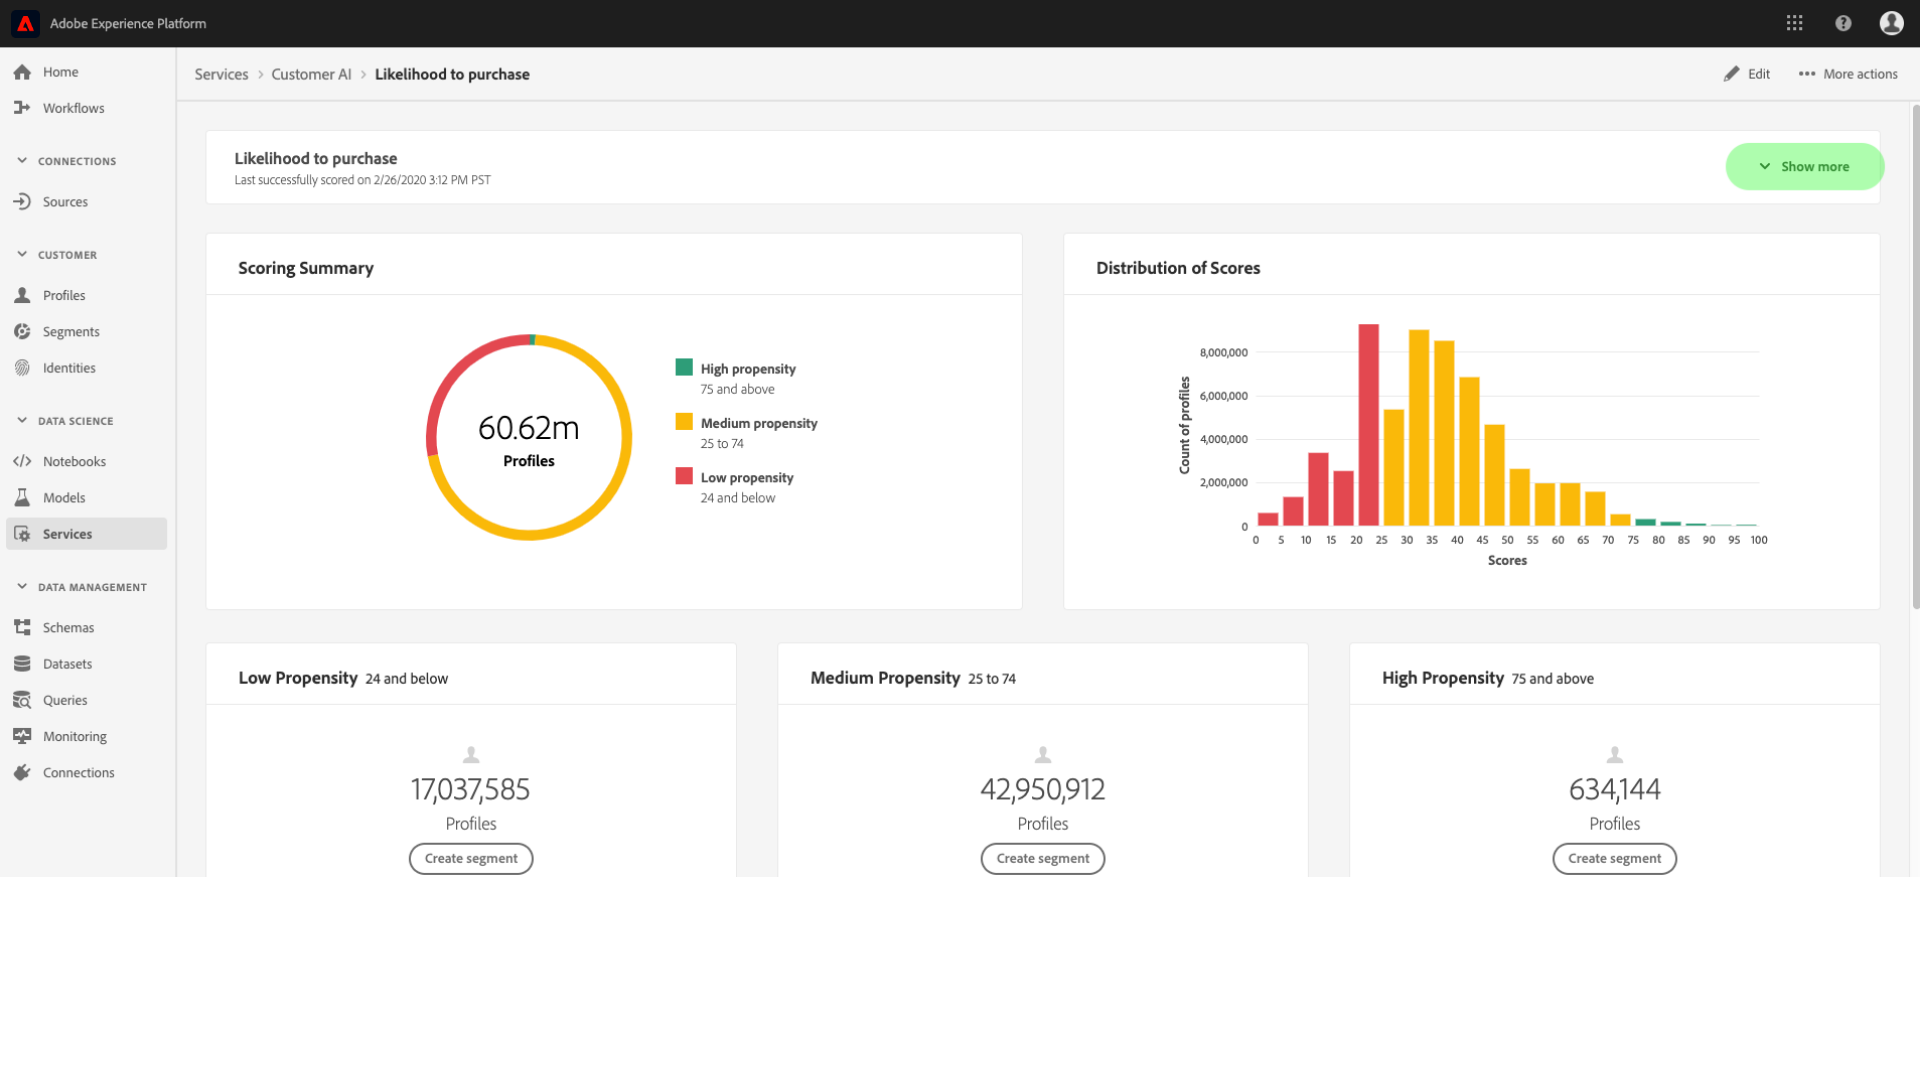 Adobe Experience Platform
Home
Workflows
CONNECTIONS
Sources
CUSTOMER
Profiles
Segments
Identities
DATA SCIENCE
Notebooks
Models
Services
DATA MANAGEMENT
Schemas
Datasets
Queries
Monitoring
Connections
Services > Customer AI > Likelihood to purchase
Edit
More actions
Likelihood to purchase
Last successfully scored on 2/26/2020 3:12 PM PST
Show more
Scoring Summary
60.62m
Profiles
High propensity
75 and above
Medium propensity
25 to 74
Low propensity
24 and below
Distribution of Scores
Count of profiles
8,000,000
6,000,000
4,000,000
2,000,000
0
0 5 10 15 20 25 30 35 40 45 50 55 60 65 70 75 80 85 90 95 100
Scores
Low Propensity 24 and below
17,037,585
Profiles
Create segment
Medium Propensity 25 to 74
42,950,912
Profiles
Create segment
High Propensity 75 and above
634,144
Profiles
Create segment